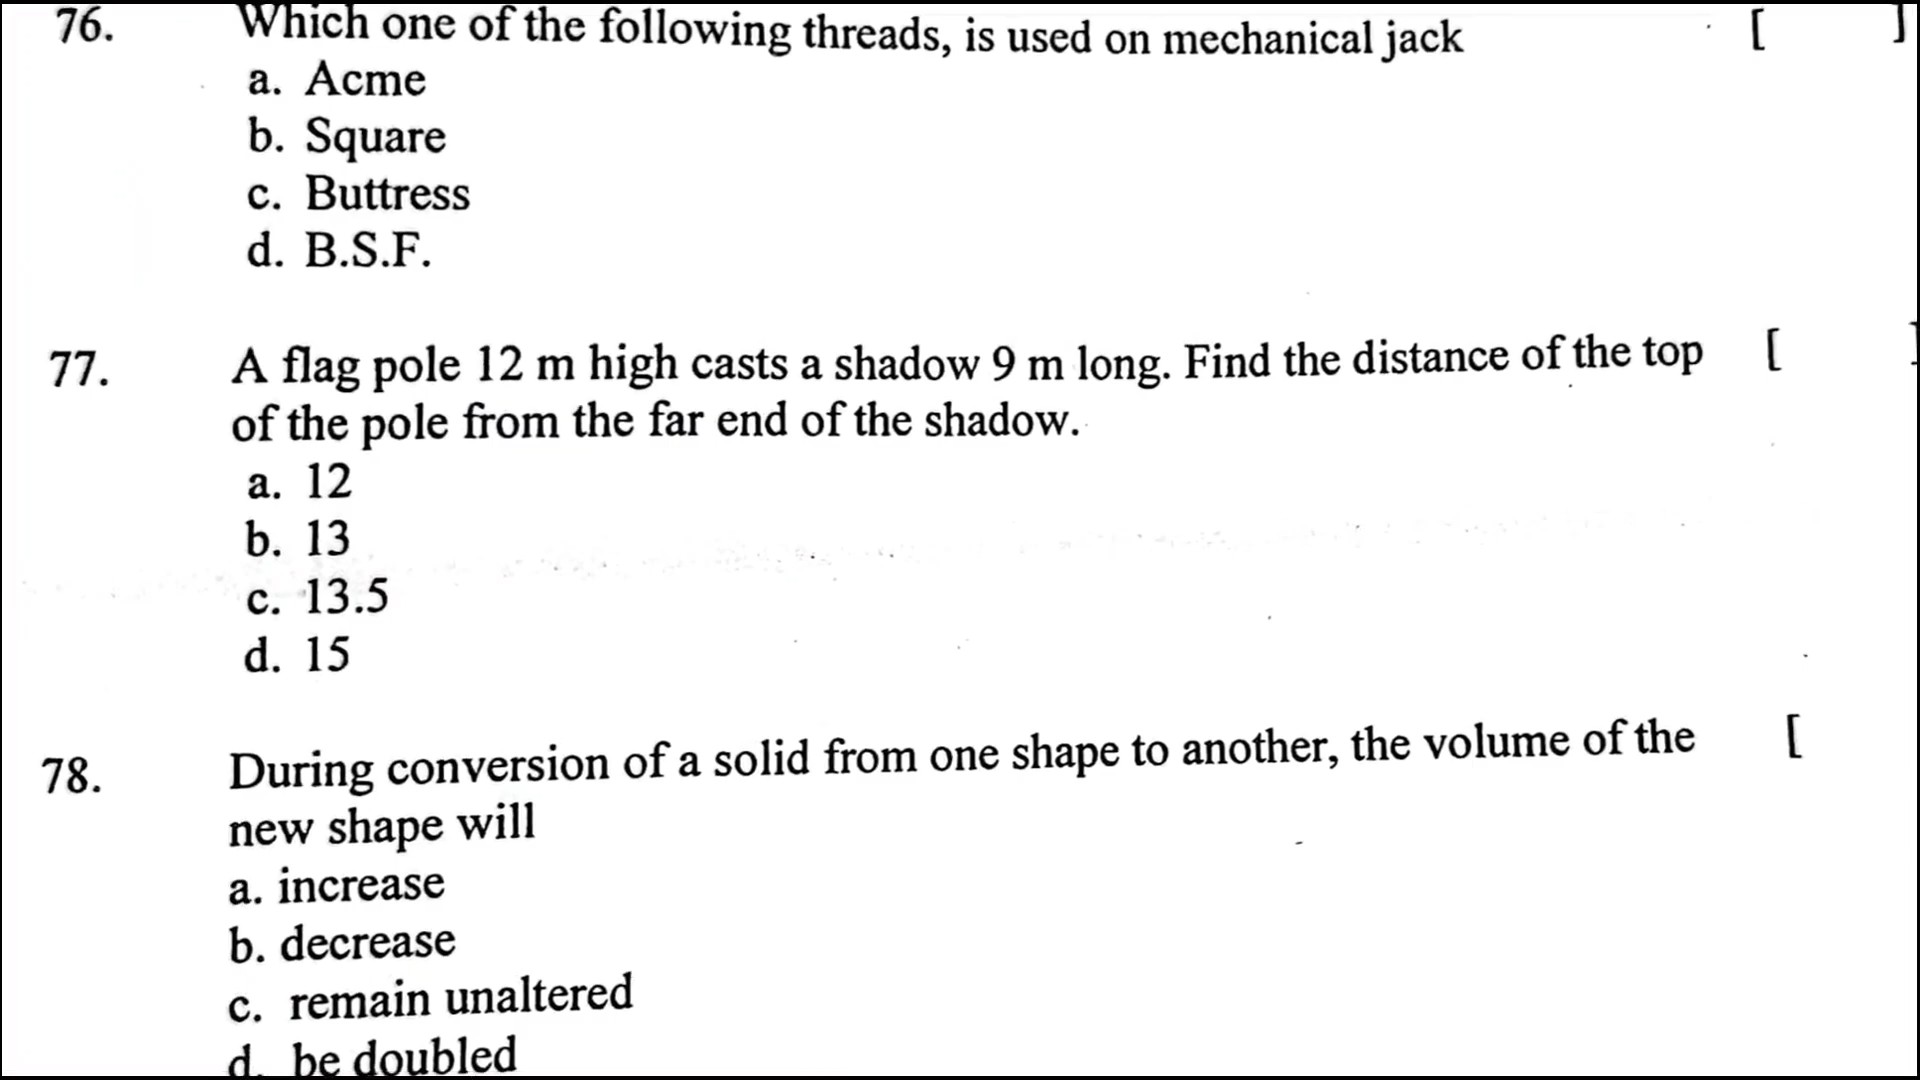 76. Which one of the following threads, is used on mechanical jack [ ]
a. Acme
b. Square
c. Buttress
d. B.S.F.
77. A flag pole 12 m high casts a shadow 9 m long. Find the distance of the top [ ]
of the pole from the far end of the shadow.
a. 12
b. 13
c. 13.5
d. 15
78. During conversion of a solid from one shape to another, the volume of the [
new shape will
a. increase
b. decrease
c. remain unaltered
d. be doubled